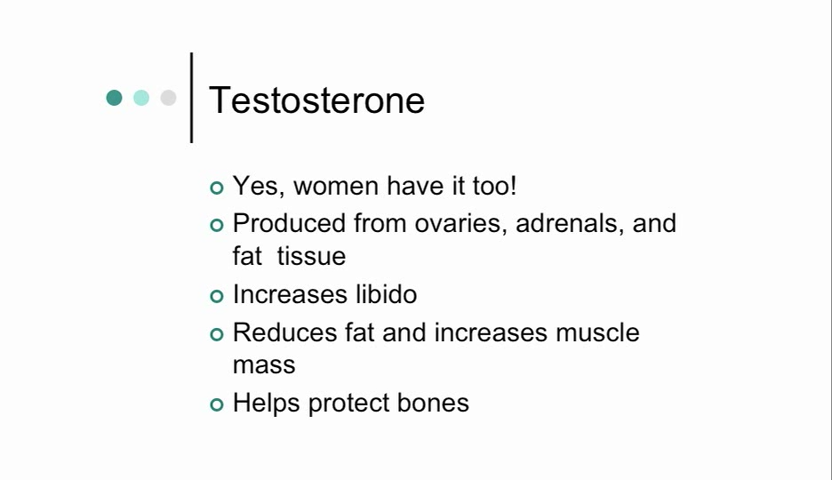 Testosterone
Yes, women have it too!
Produced from ovaries, adrenals, and
fat  tissue
Increases libido
Reduces fat and increases muscle
mass
Helps protect bones